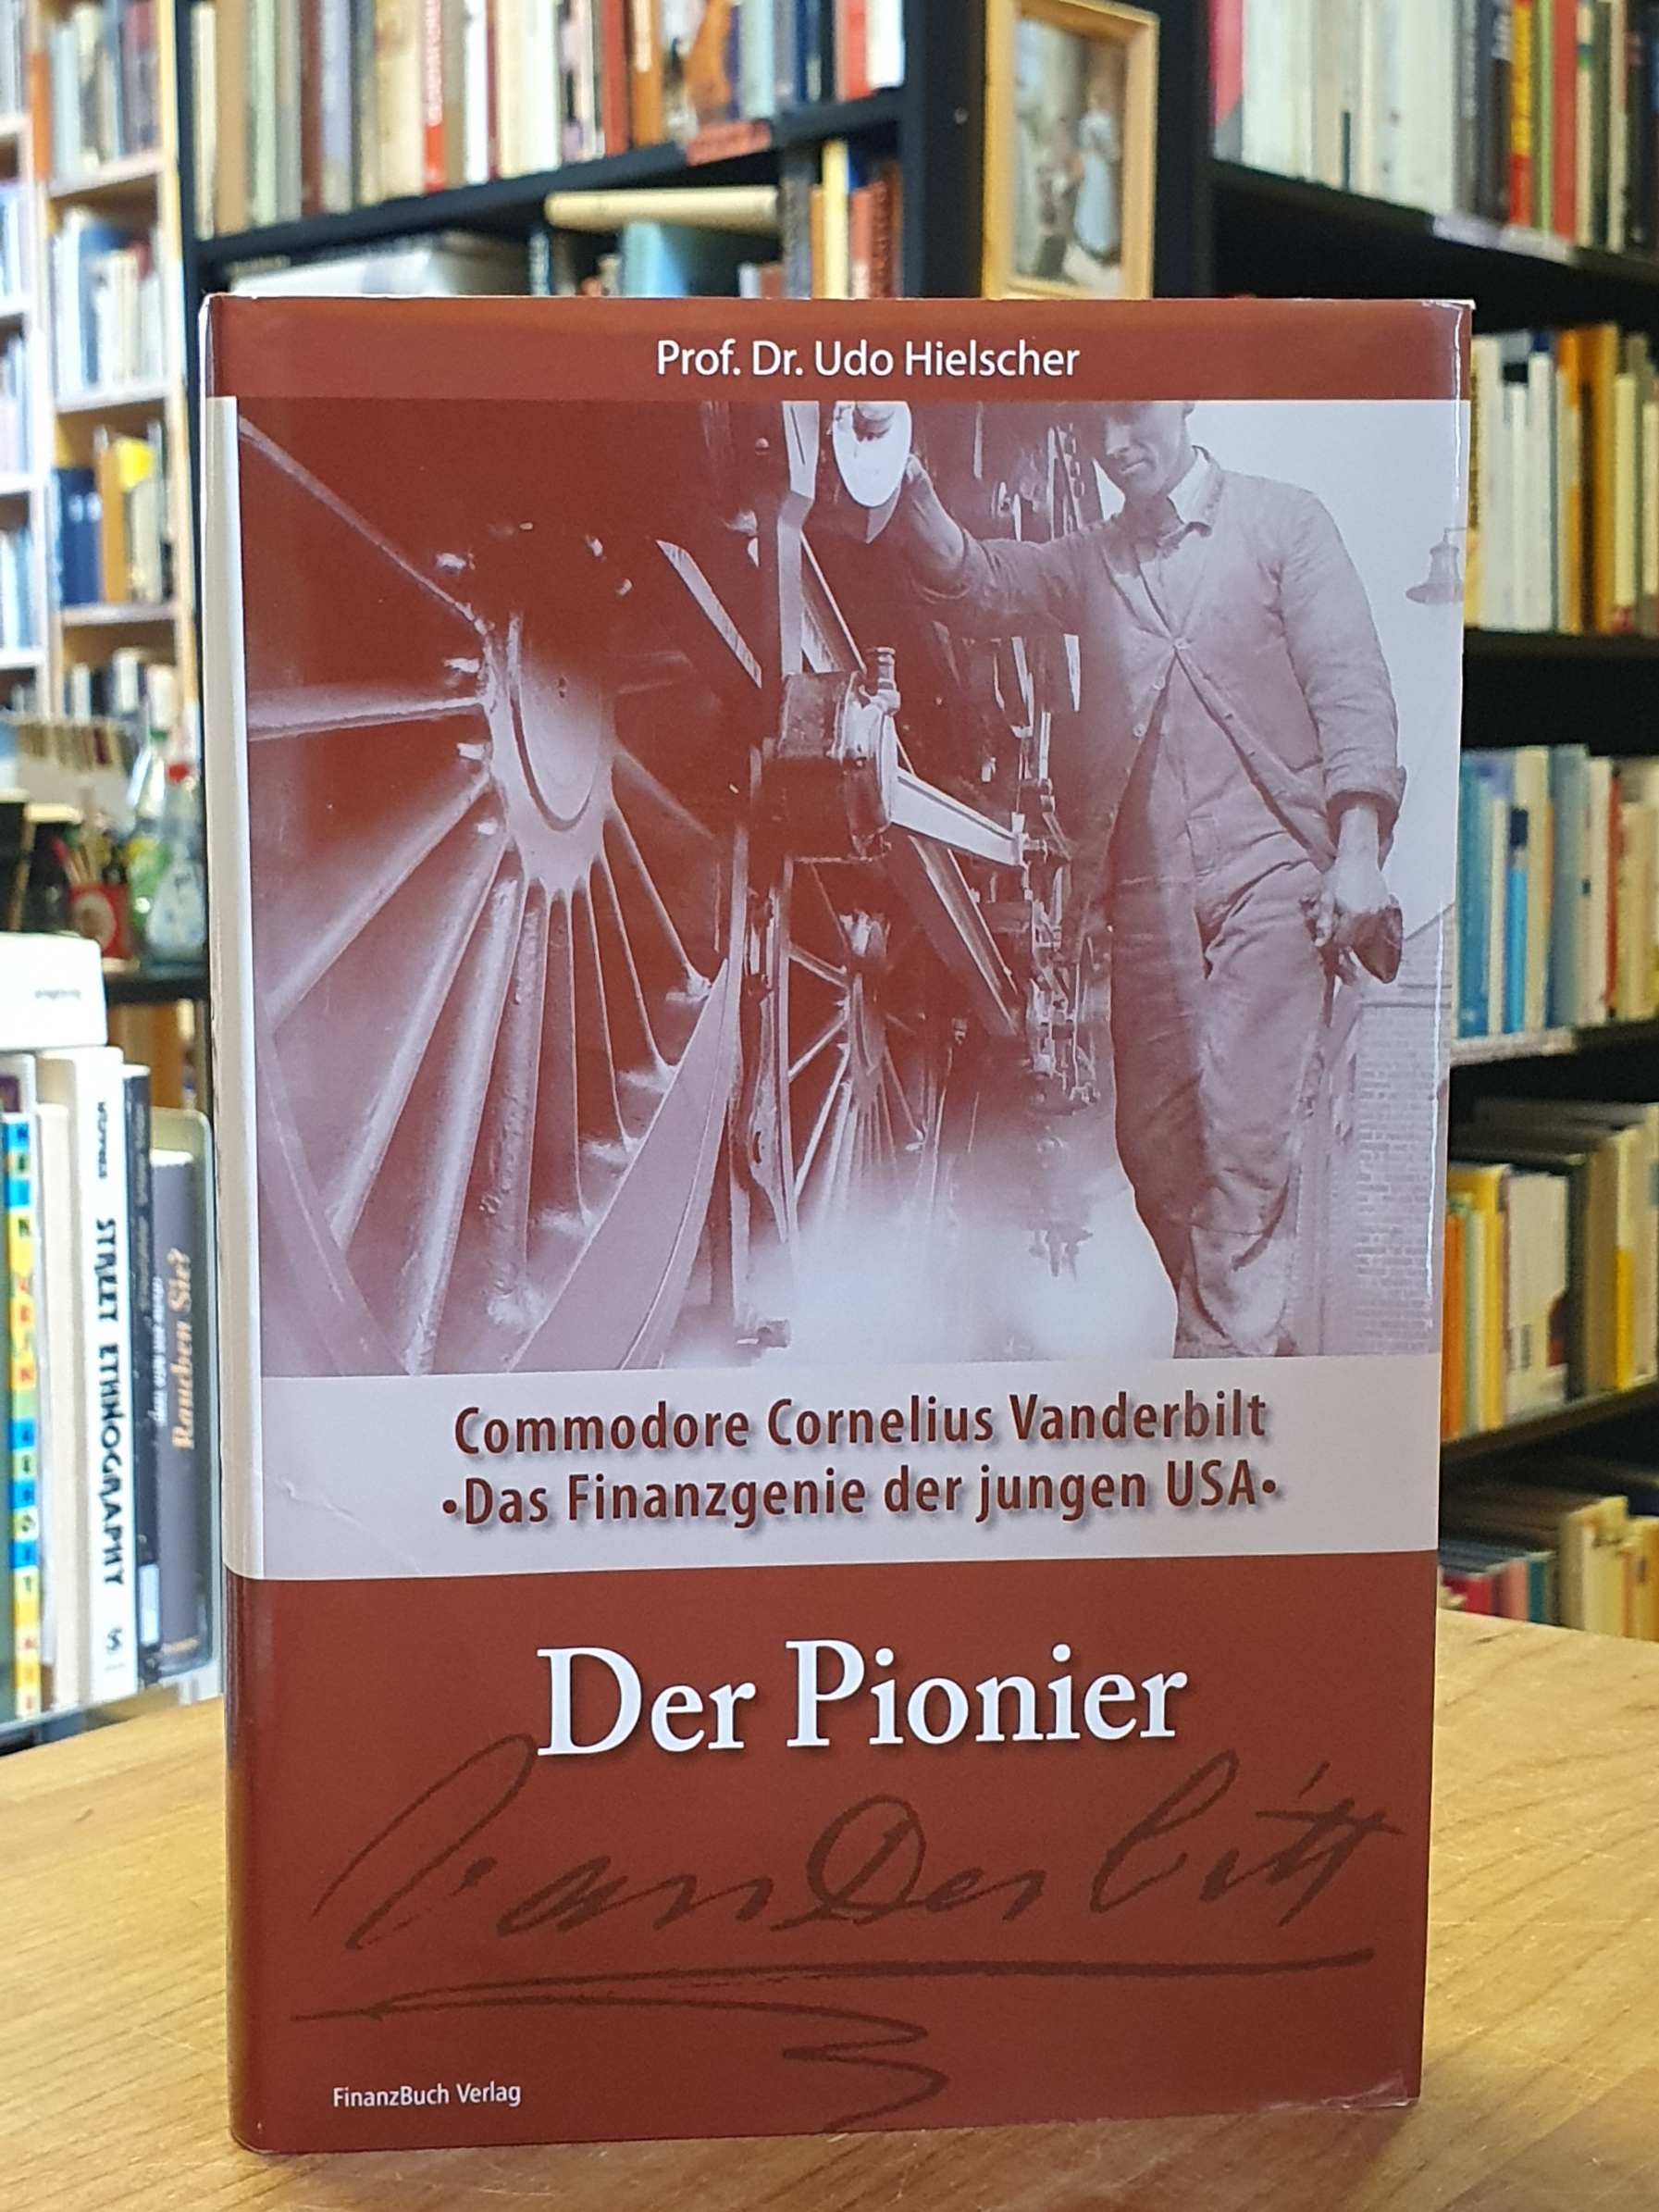 Prof. Dr. Udo Hielscher
Commodore Cornelius Vanderbilt
•Das Finanzgenie der jungen USA•
Der Pionier
VanDerbilt
FinanzBuch Verlag
STREET ETHNOGRAPHY
Rauchen Sie?